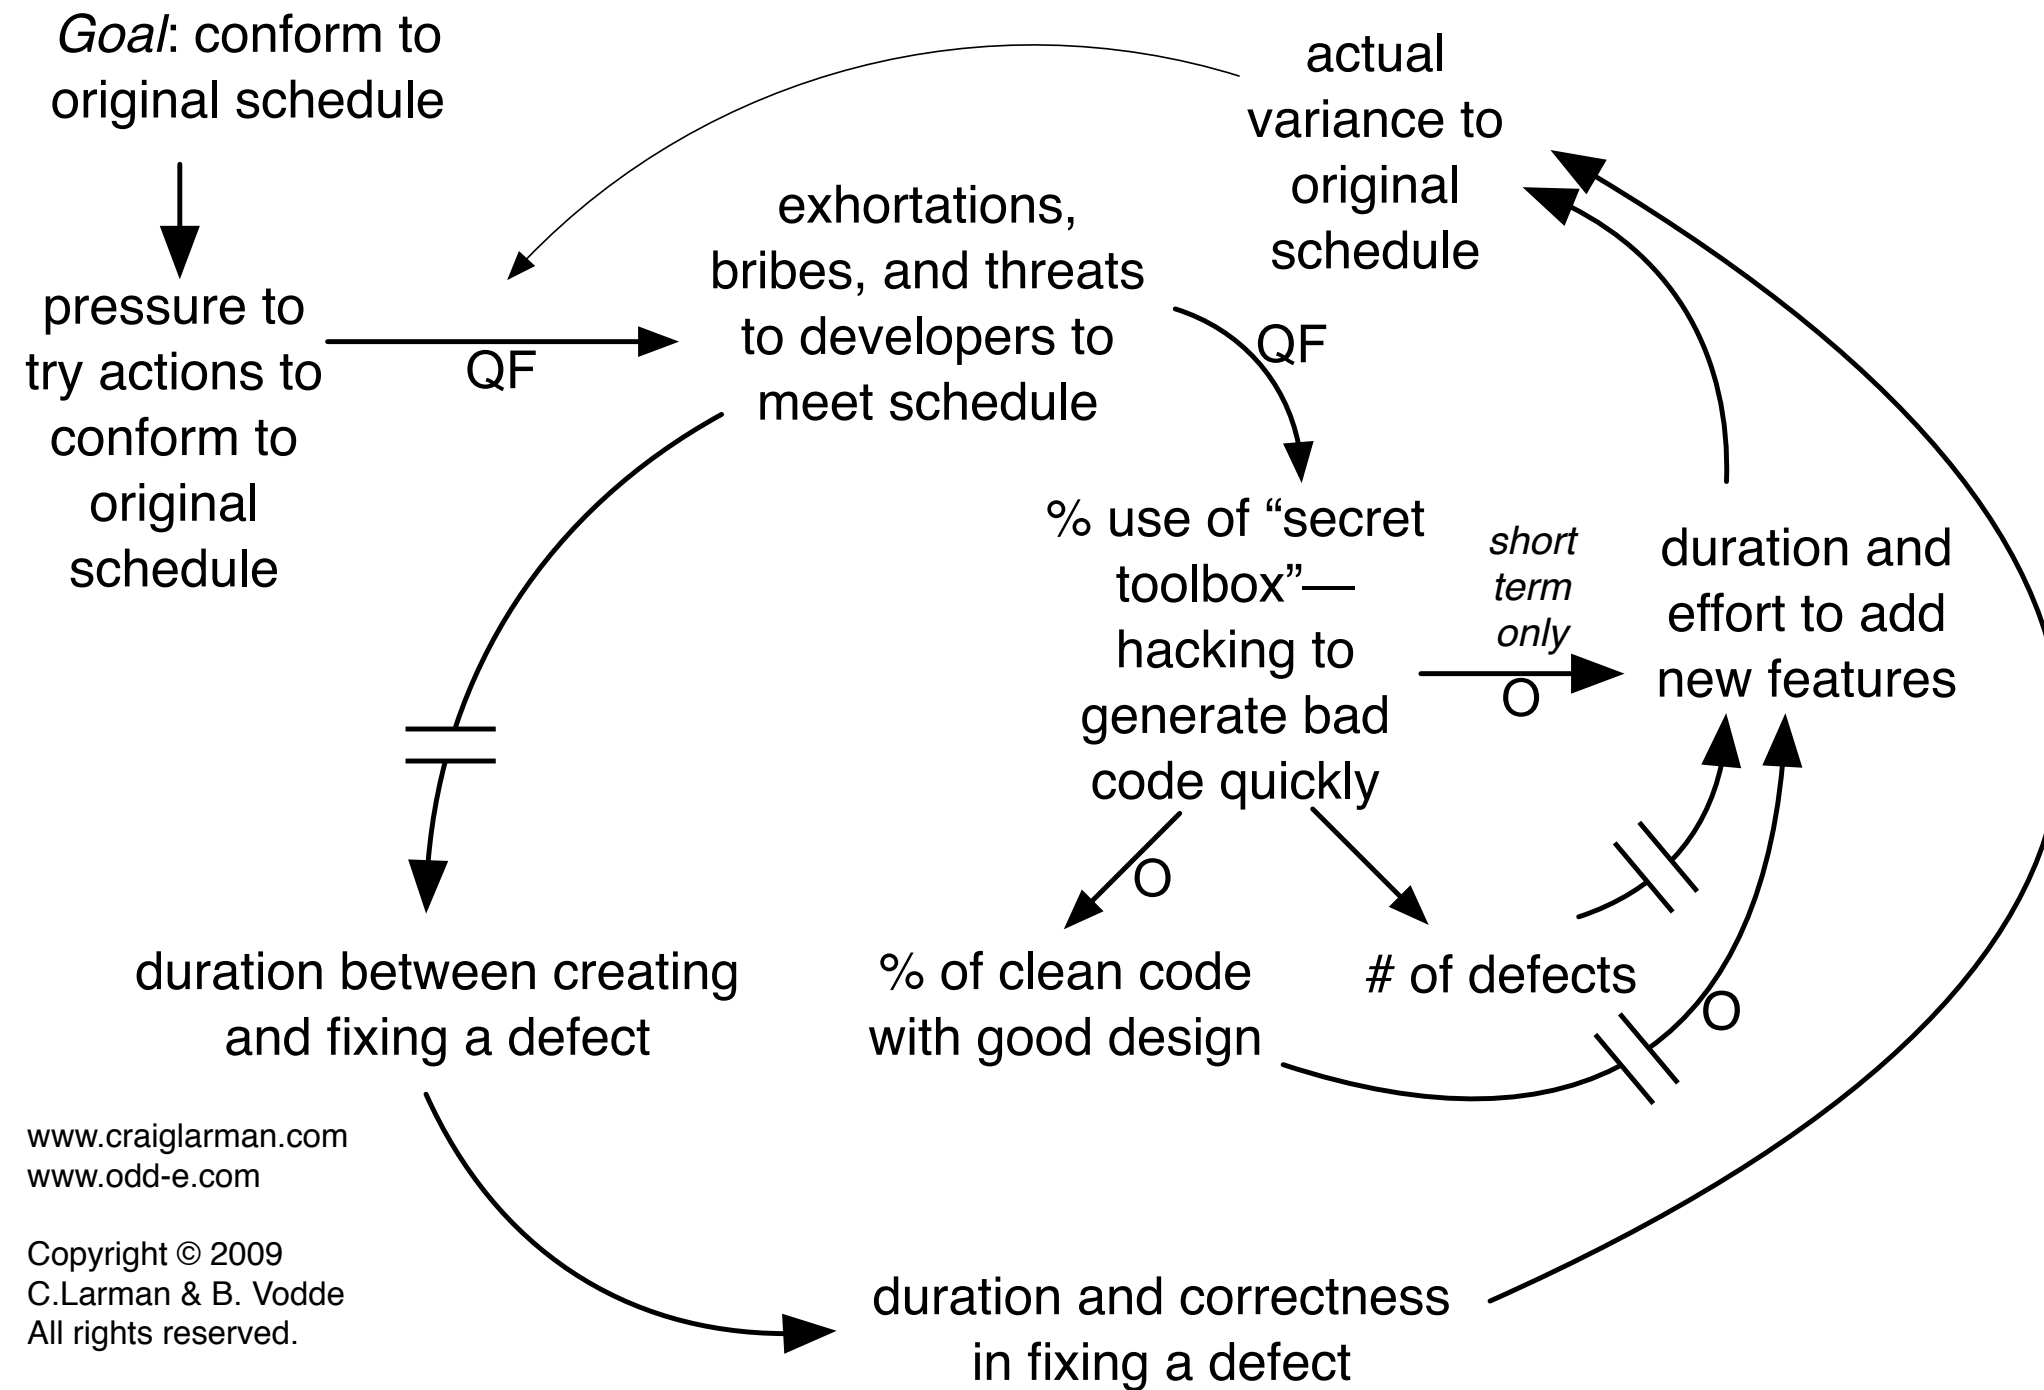 Goal: conform to
original schedule
actual
variance to
original
schedule
exhortations,
bribes, and threats
to developers to
meet schedule
pressure to
try actions to
conform to
original
schedule
QF
QF
% use of “secret
toolbox”—
hacking to
generate bad
code quickly
short
term
only
O
duration and
effort to add
new features
O
duration between creating
and fixing a defect
% of clean code
with good design
# of defects
O
www.craiglarman.com
www.odd-e.com
Copyright © 2009
C.Larman & B. Vodde
All rights reserved.
duration and correctness
in fixing a defect